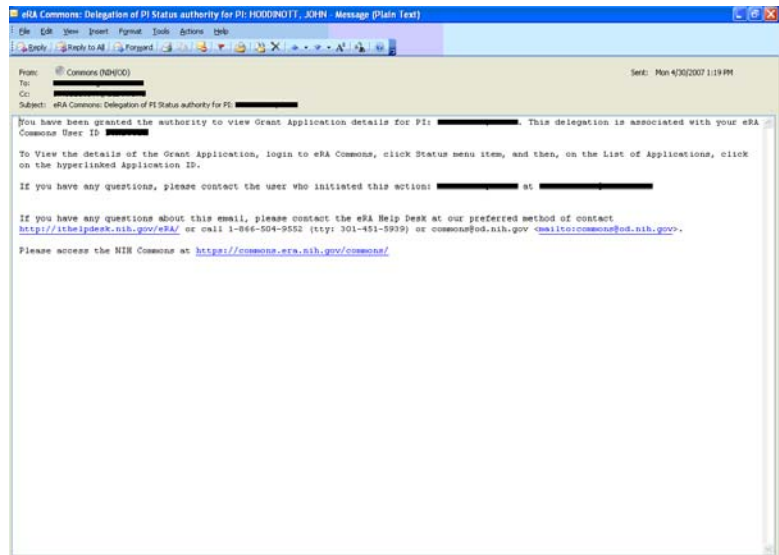 eRA Commons: Delegation of PI Status authority for PI: HODDINOTT, JOHN - Message (Plain Text)
File Edit View Insert Format Tools Actions Help
Reply Reply to All Forward
From: Commons (NIH/OD)
Sent: Mon 4/30/2007 1:19 PM
To:
Cc:
Subject: eRA Commons: Delegation of PI Status authority for PI:
You have been granted the authority to view Grant Application details for PI: . This delegation is associated with your eRA
Commons User ID
To View the details of the Grant Application, login to eRA Commons, click Status menu item, and then, on the List of Applications, click
on the hyperlinked Application ID.
If you have any questions, please contact the user who initiated this action: at
If you have any questions about this email, please contact the eRA Help Desk at our preferred method of contact
http://ithelpdesk.nih.gov/eRA/ or call 1-866-504-9552 (tty: 301-451-5939) or commons@od.nih.gov <mailto:commons@od.nih.gov>.
Please access the NIH Commons at https://commons.era.nih.gov/commons/